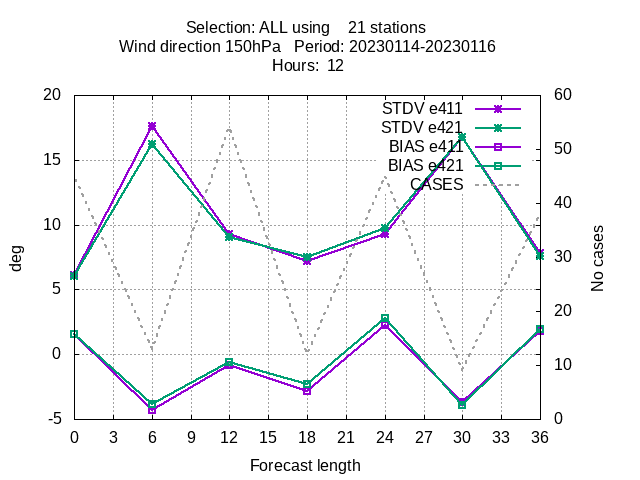 Selection: ALL using    21 stations
Wind direction 150hPa   Period: 20230114-20230116
Hours:  12
STDV e411
STDV e421
BIAS e411
BIAS e421
CASES
20
15
10
5
0
-5
deg
60
50
40
30
20
10
0
No cases
0 3 6 9 12 15 18 21 24 27 30 33 36
Forecast length